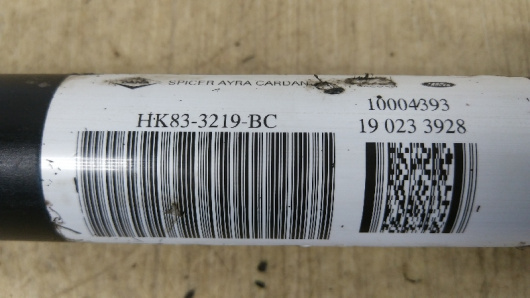 SPICER AYRA CARDAN
10004393
HK83-3219-BC
19 023 3928